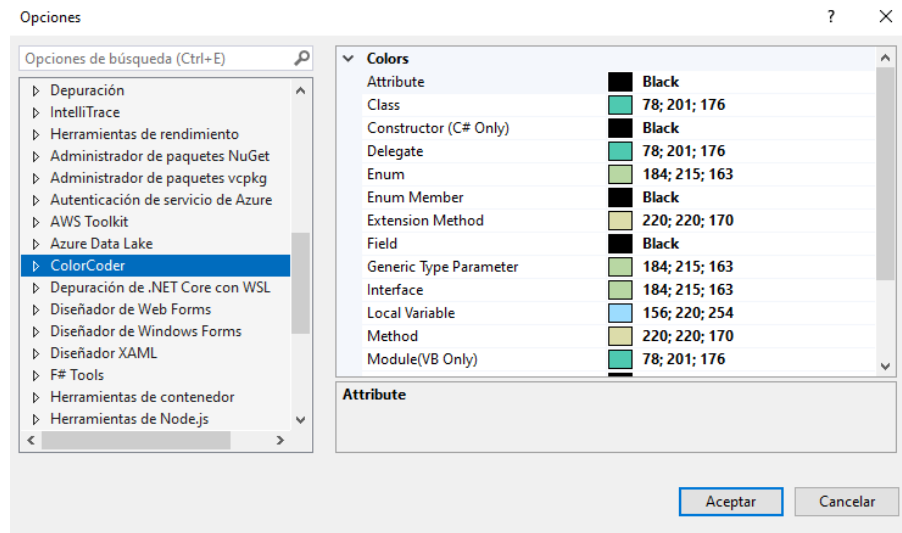 Opciones
?
Opciones de búsqueda (Ctrl+E)
Depuración
IntelliTrace
Herramientas de rendimiento
Administrador de paquetes NuGet
Administrador de paquetes vcpkg
Autenticación de servicio de Azure
AWS Toolkit
Azure Data Lake
ColorCoder
Depuración de .NET Core con WSL
Diseñador de Web Forms
Diseñador de Windows Forms
Diseñador XAML
F# Tools
Herramientas de contenedor
Herramientas de Node.js
Colors
Attribute Black
Class 78; 201; 176
Constructor (C# Only) Black
Delegate 78; 201; 176
Enum 184; 215; 163
Enum Member Black
Extension Method 220; 220; 170
Field Black
Generic Type Parameter 184; 215; 163
Interface 184; 215; 163
Local Variable 156; 220; 254
Method 220; 220; 170
Module(VB Only) 78; 201; 176
Attribute
Aceptar Cancelar